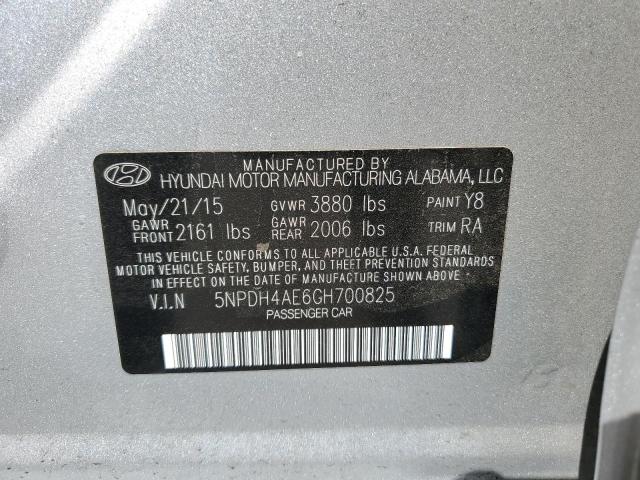 MANUFACTURED BY
HYUNDAI MOTOR MANUFACTURING ALABAMA, LLC
May/21/15 GVWR 3880 lbs PAINT Y8
GAWR FRONT 2161 lbs GAWR REAR 2006 lbs TRIM RA
THIS VEHICLE CONFORMS TO ALL APPLICABLE U.S.A. FEDERAL
MOTOR VEHICLE SAFETY, BUMPER, AND THEFT PREVENTION STANDARDS
IN EFFECT ON THE DATE OF MANUFACTURE SHOWN ABOVE.
V.I.N 5NPDH4AE6GH700825
PASSENGER CAR